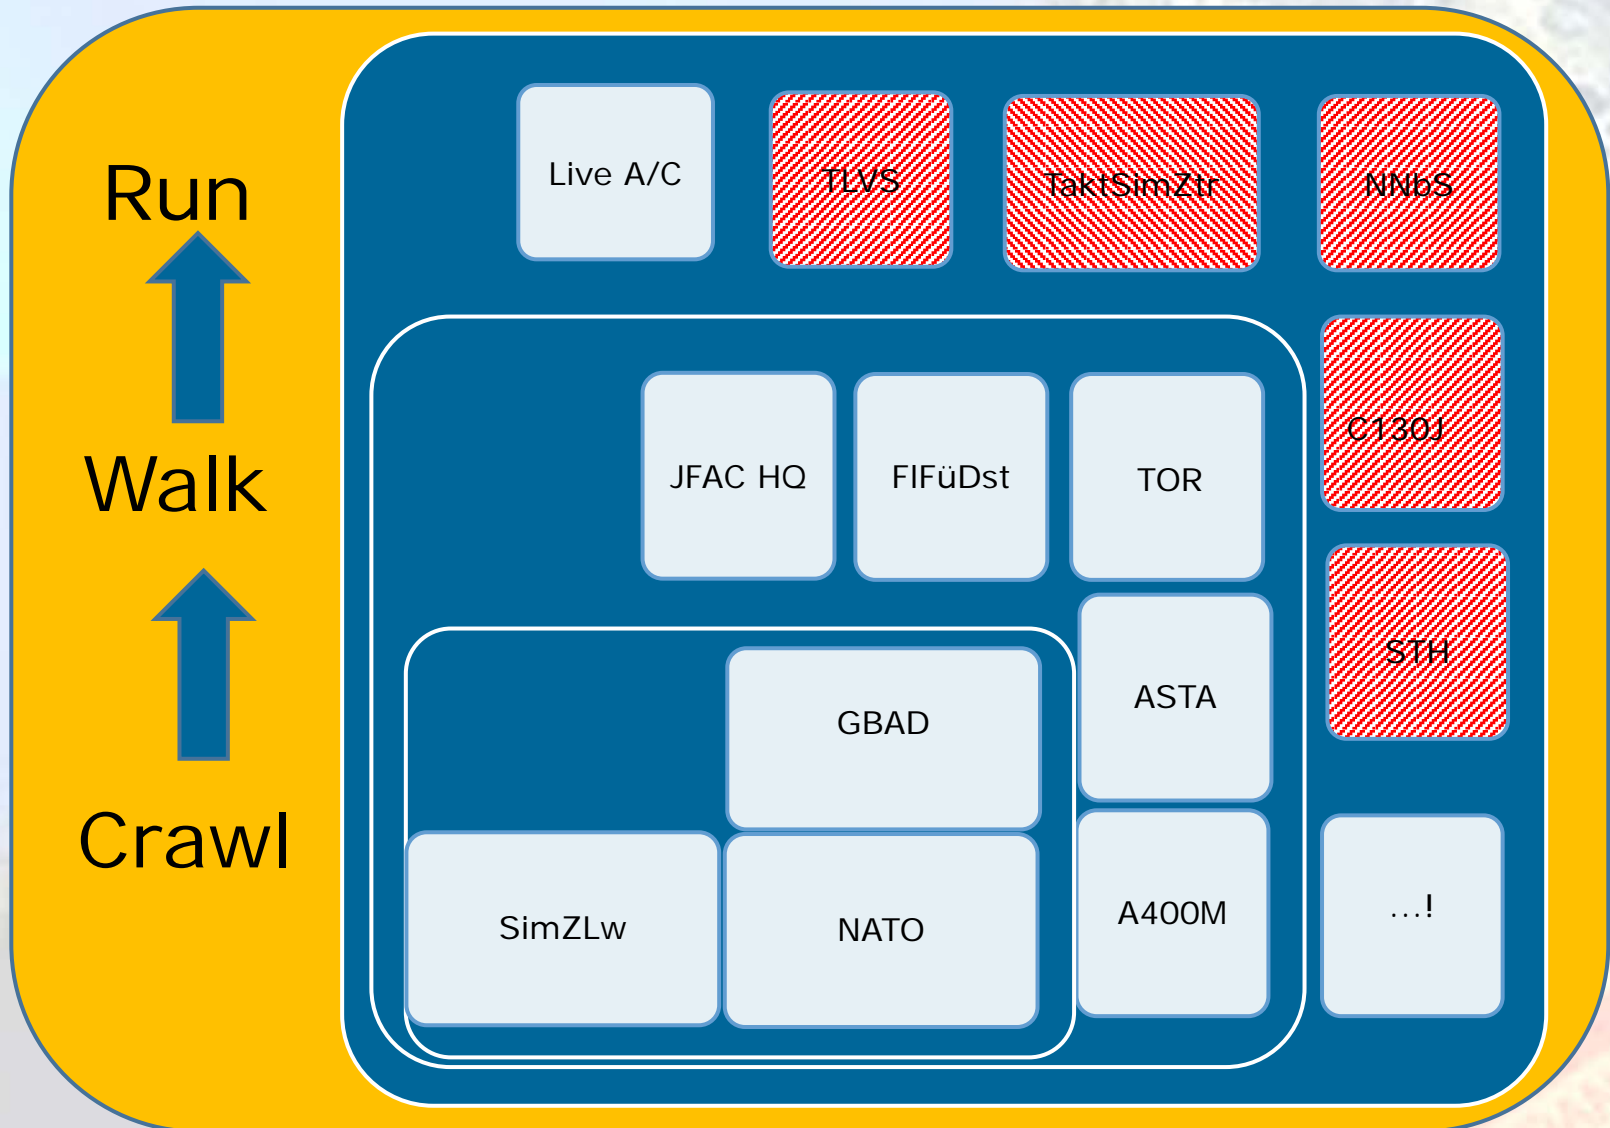 Run
Walk
Crawl
Live A/C
TLVS
TaktSimZtr
NNbS
C130J
JFAC HQ
FlFüDst
TOR
STH
ASTA
GBAD
A400M
...!
SimZLw
NATO